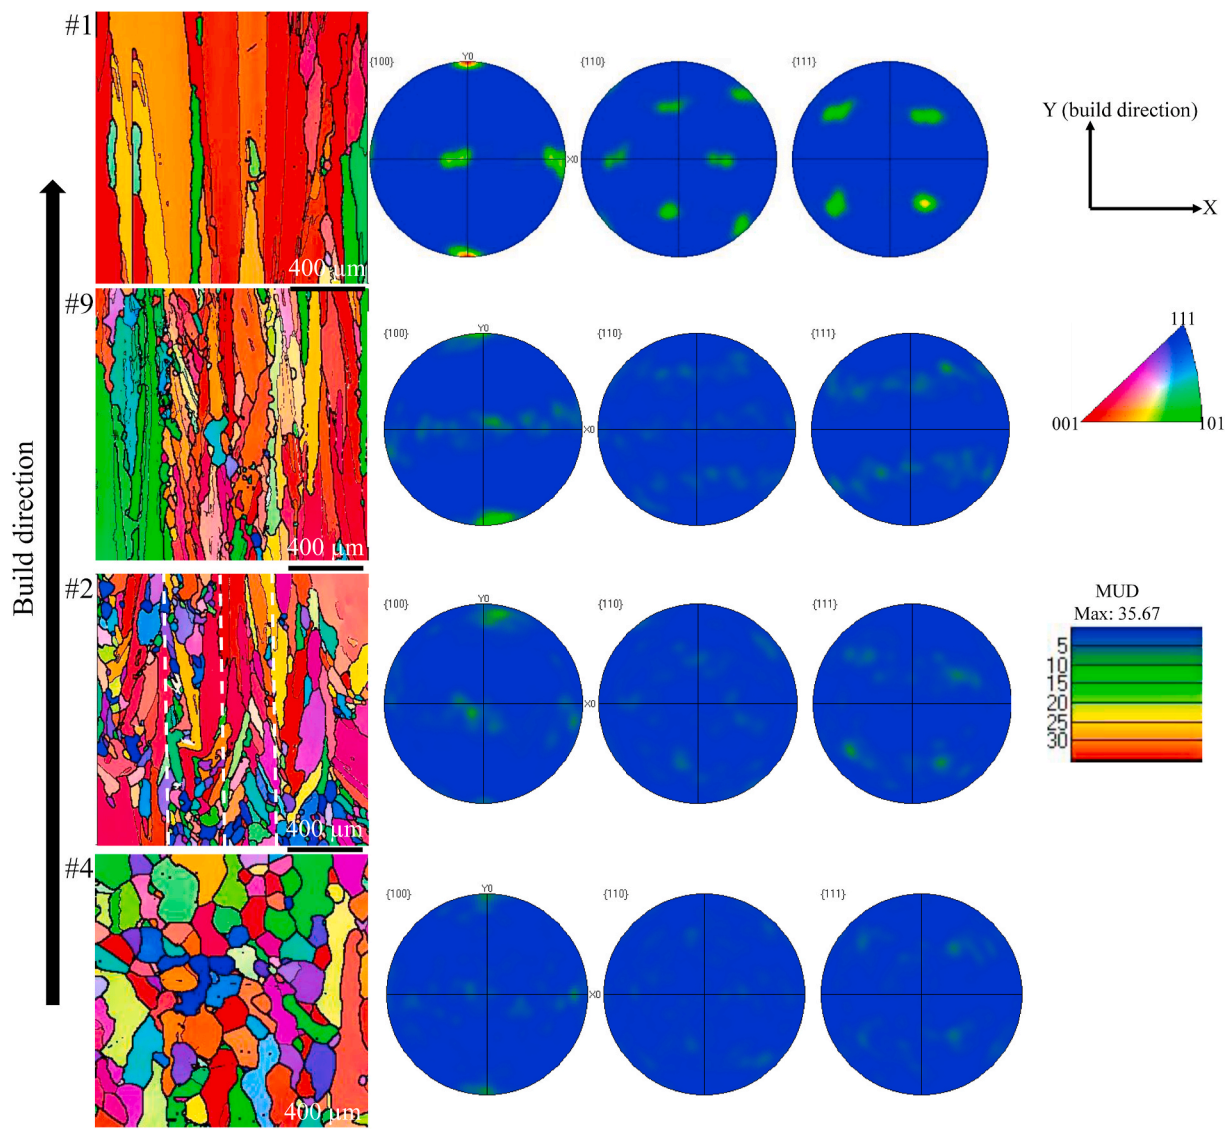 #1
400 µm
{100}
Y0
X0
{110}
{111}
Y (build direction)
X
#9
400 µm
{100}
Y0
X0
{110}
{111}
111
001
101
Build direction
#2
400 µm
{100}
Y0
X0
{110}
{111}
MUD
Max: 35.67
5
10
15
20
25
30
#4
400 µm
{100}
Y0
X0
{110}
{111}